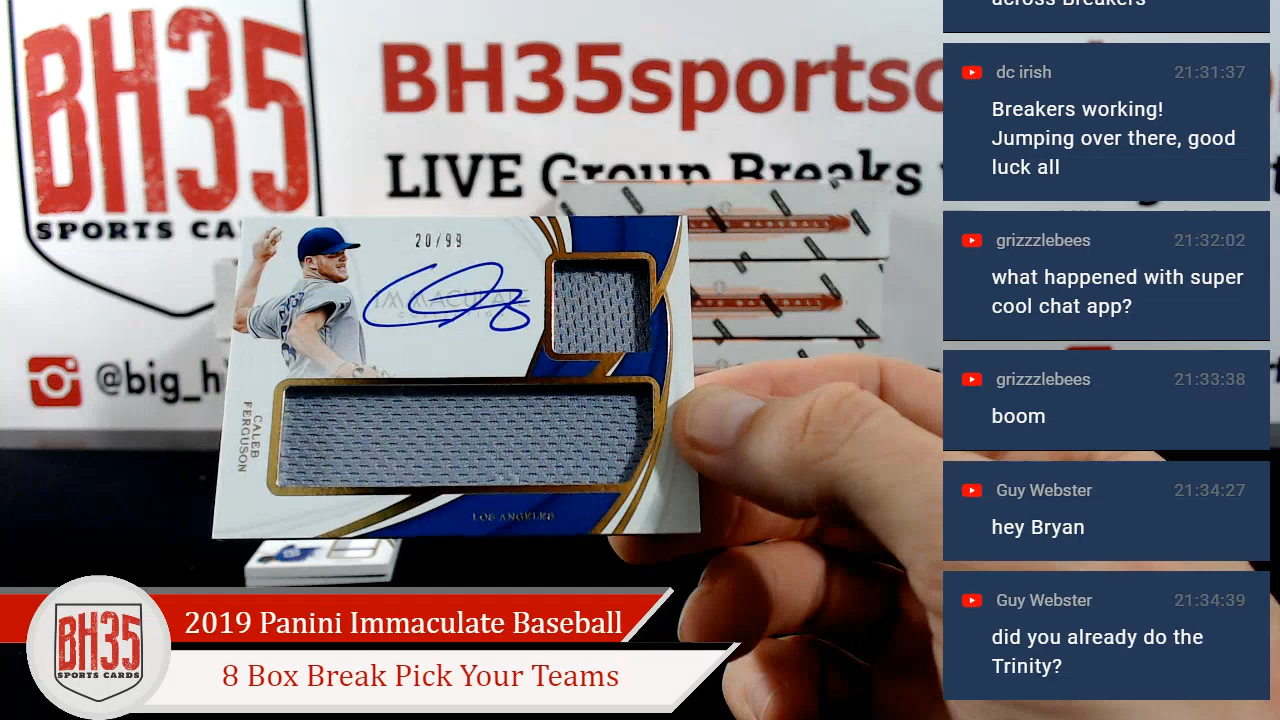 BH35
SPORTS CA
BH35sportsc
LIVE Group Breaks
@big_h
20/99
IMMACULATE
COLLECTION
CALEB
FERGUSON
LOS ANGELES
BH35
SPORTS CARDS
2019 Panini Immaculate Baseball
8 Box Break Pick Your Teams
across Breakers
dc irish 21:31:37
Breakers working!
Jumping over there, good
luck all
grizzzlebees 21:32:02
what happened with super
cool chat app?
grizzzlebees 21:33:38
boom
Guy Webster 21:34:27
hey Bryan
Guy Webster 21:34:39
did you already do the
Trinity?